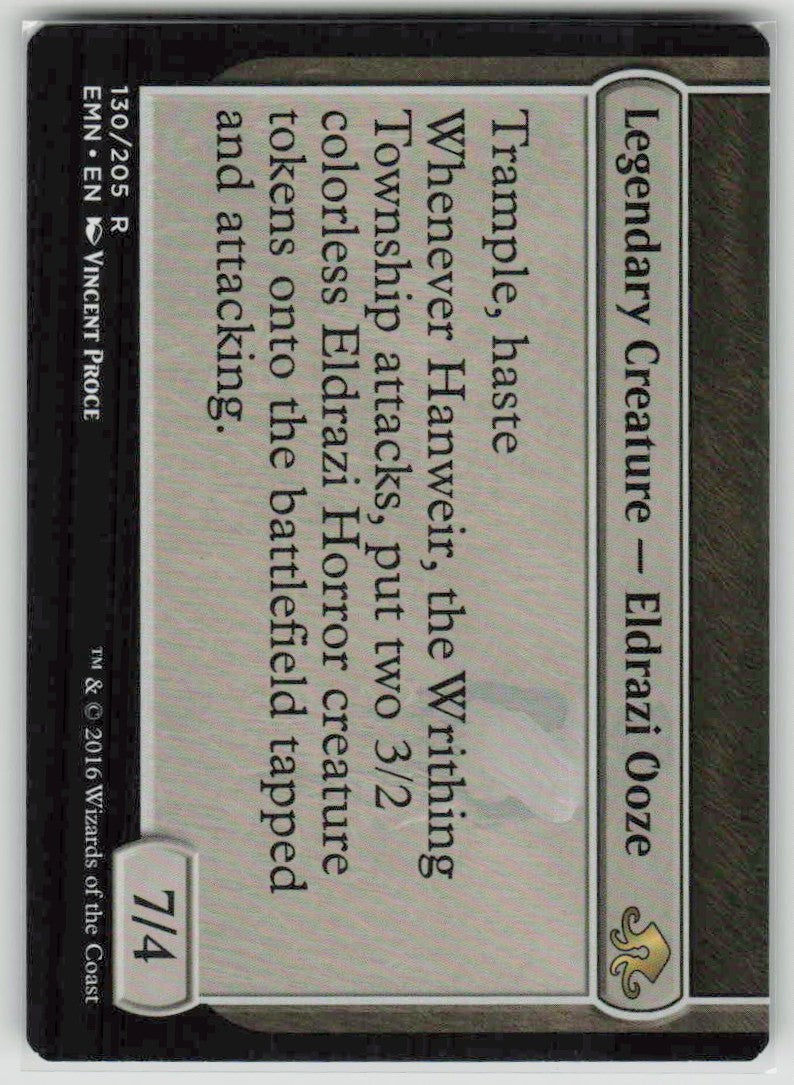 Legendary Creature — Eldrazi Ooze
Trample, haste
Whenever Hanweir, the Writhing
Township attacks, put two 3/2
colorless Eldrazi Horror creature
tokens onto the battlefield tapped
and attacking.
7/4
130/205 R
EMN • EN VINCENT PROCE
™ & © 2016 Wizards of the Coast